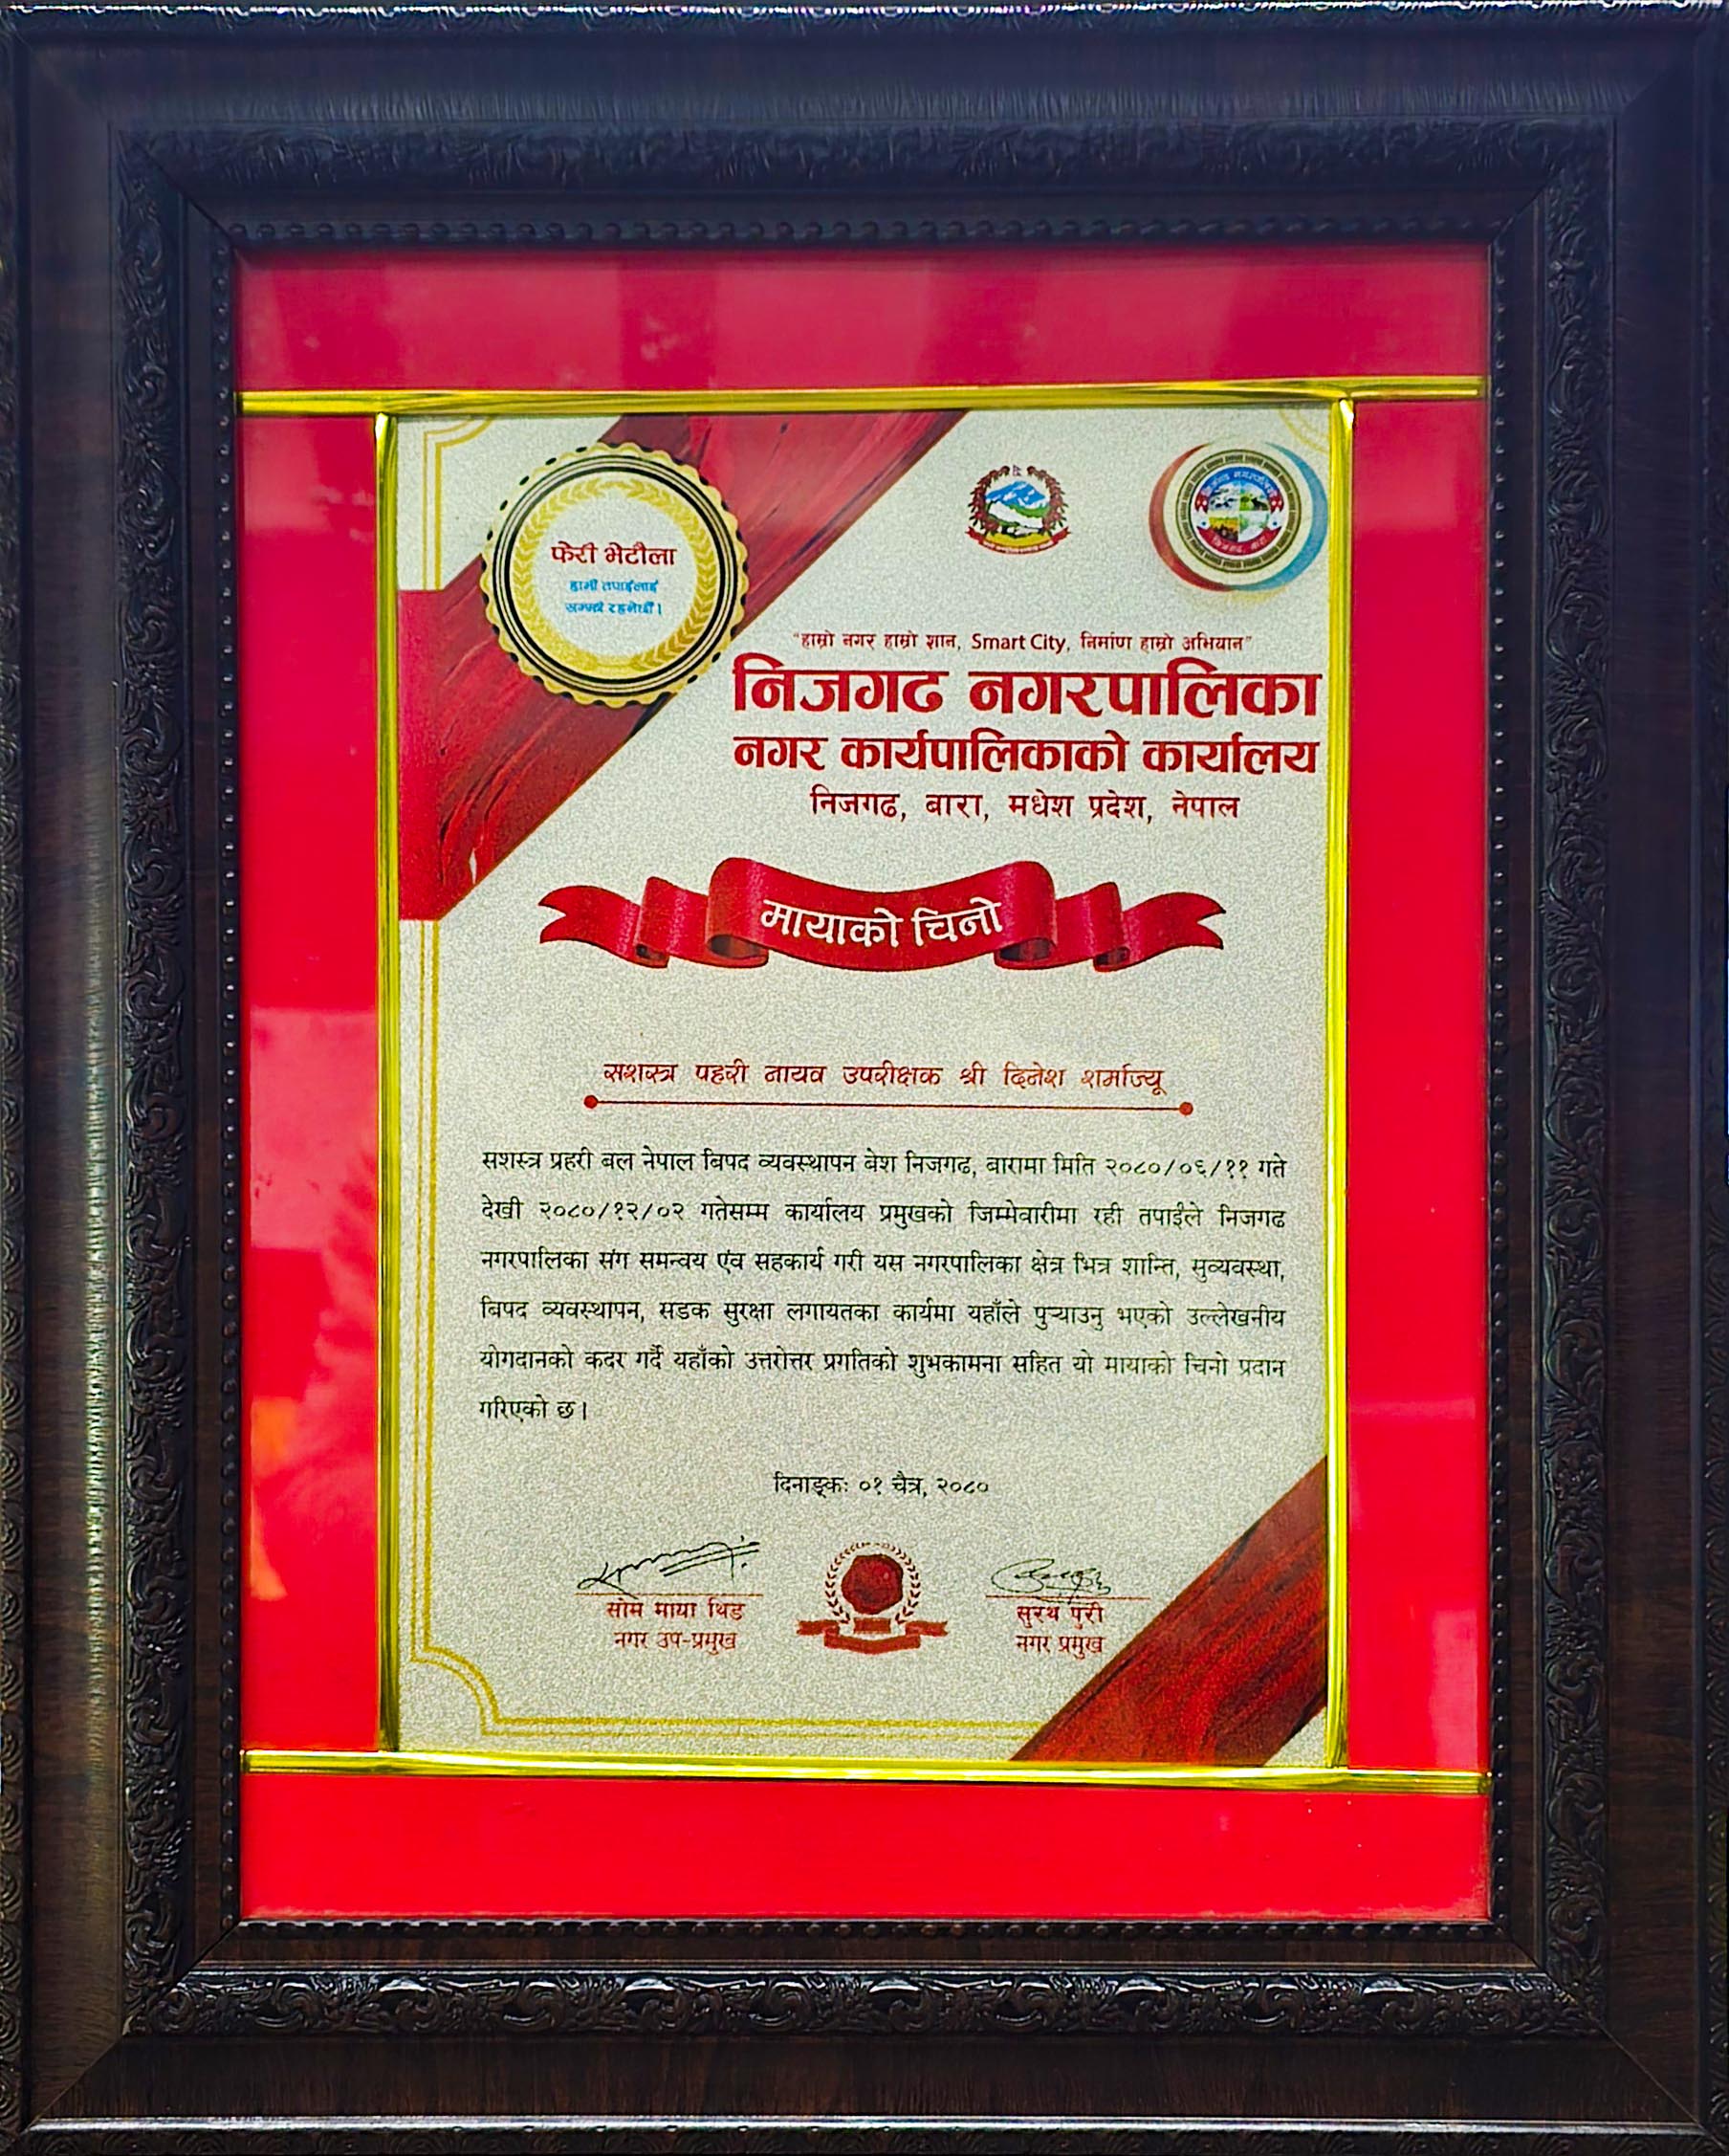 फेरी भेटौला
हामी तपाईलाई
सम्झी रहनेछौं।
"हाम्रो नगर हाम्रो शान, Smart City, निर्माण हाम्रो अभियान"
निजगढ नगरपालिका
नगर कार्यपालिकाको कार्यालय
निजगढ, बारा, मधेश प्रदेश, नेपाल
मायाको चिनो
सशस्त्र पहरी नायव उपरीक्षक श्री दिनेश शर्माज्यू
सशस्त्र प्रहरी बल नेपाल बिपद व्यवस्थापन बेश निजगढ, बारामा मिति २०८०/०६/११ गते
देखी २०८०/१२/०२ गतेसम्म कार्यालय प्रमुखको जिम्मेवारीमा रही तपाईंले निजगढ
नगरपालिका संग समन्वय एंव सहकार्य गरी यस नगरपालिका क्षेत्र भित्र शान्ति, सुव्यवस्था,
बिपद व्यवस्थापन, सडक सुरक्षा लगायतका कार्यमा यहाँले पुऱ्याउनु भएको उल्लेखनीय
योगदानको कदर गर्दै यहाँको उत्तरोत्तर प्रगतिको शुभकामना सहित यो मायाको चिनो प्रदान
गरिएको छ।
दिनाङ्क: ०१ चैत्र, २०८०
सोम माया थिङ
नगर उप-प्रमुख
सुरथ पुरी
नगर प्रमुख